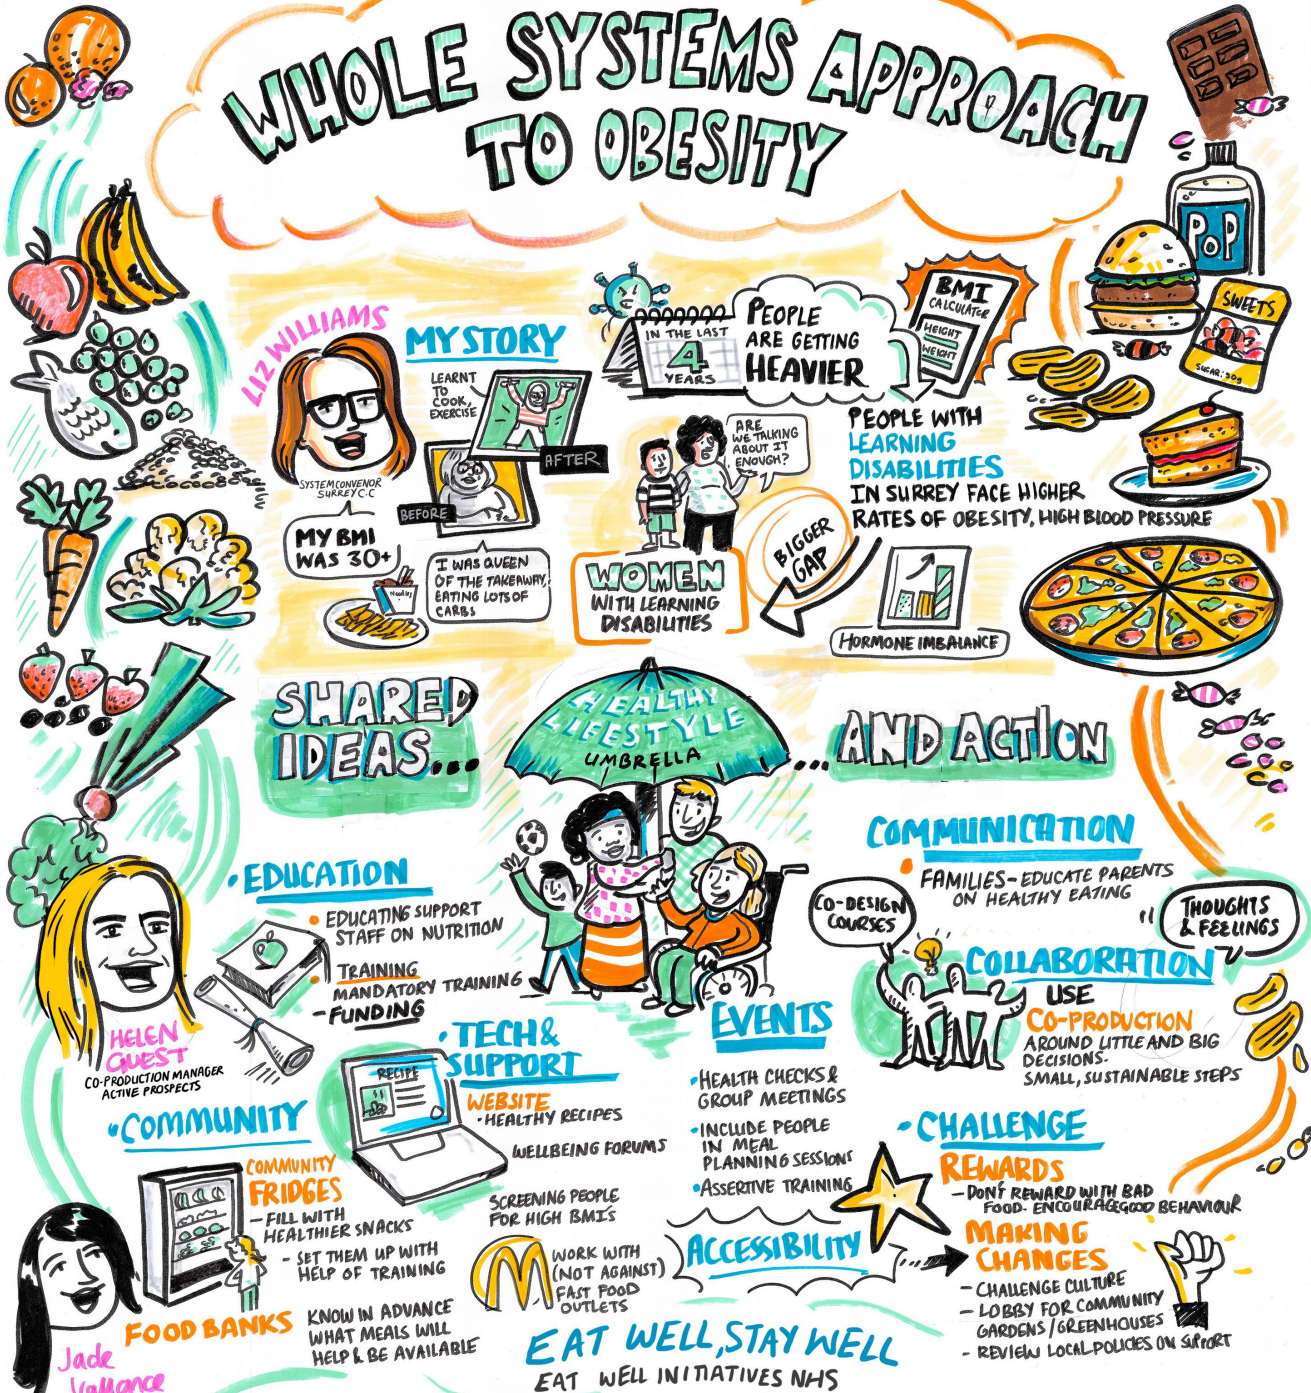 WHOLE SYSTEMS APPROACH
TO OBESITY
POP
SWEETS
SUGAR: 30g
LIZ WILLIAMS
SYSTEM CONVENOR
SURREY C.C
MY STORY
LEARNT
TO
COOK,
EXERCISE
AFTER
BEFORE
MY BMI
WAS 30+
I WAS QUEEN
OF THE TAKEAWAY,
EATING LOTS OF
CARBS
Noodles
IN THE LAST
4
YEARS
PEOPLE
ARE GETTING
HEAVIER
BMI
CALCULATOR
HEIGHT
WEIGHT
ARE
WE TALKING
ABOUT IT
ENOUGH?
PEOPLE WITH
LEARNING
DISABILITIES
IN SURREY FACE HIGHER
RATES OF OBESITY, HIGH BLOOD PRESSURE
BIGGER
GAP
WOMEN
WITH LEARNING
DISABILITIES
HORMONE IMBALANCE
SHARED
IDEAS...
HEALTHY
LIFESTYLE
UMBRELLA
...AND ACTION
• EDUCATION
• EDUCATING SUPPORT
STAFF ON NUTRITION
• TRAINING
MANDATORY TRAINING
- FUNDING
HELEN
GUEST
CO-PRODUCTION MANAGER
ACTIVE PROSPECTS
• TECH &
SUPPORT
RECIPE
WEBSITE
• HEALTHY RECIPES
WELLBEING FORUMS
SCREENING PEOPLE
FOR HIGH BMI'S
M
WORK WITH
(NOT AGAINST)
FAST FOOD
OUTLETS
• COMMUNITY
COMMUNITY
FRIDGES
- FILL WITH
HEALTHIER SNACKS
- SET THEM UP WITH
HELP OF TRAINING
FOOD BANKS
KNOW IN ADVANCE
WHAT MEALS WILL
HELP & BE AVAILABLE
Jade
Vallance
EVENTS
• HEALTH CHECKS &
GROUP MEETINGS
• INCLUDE PEOPLE
IN MEAL
PLANNING SESSIONS
• ASSERTIVE TRAINING
ACCESSIBILITY
EAT WELL, STAY WELL
EAT WELL INITIATIVES NHS
COMMUNICATION
• FAMILIES - EDUCATE PARENTS
ON HEALTHY EATING
CO-DESIGN
COURSES
THOUGHTS
& FEELINGS
COLLABORATION
USE
CO-PRODUCTION
AROUND LITTLE AND BIG
DECISIONS.
SMALL, SUSTAINABLE STEPS
• CHALLENGE
REWARDS
- DON'T REWARD WITH BAD
FOOD - ENCOURAGE GOOD BEHAVIOUR
MAKING
CHANGES
- CHALLENGE CULTURE
- LOBBY FOR COMMUNITY
GARDENS/GREENHOUSES
- REVIEW LOCAL POLICIES ON SUPPORT